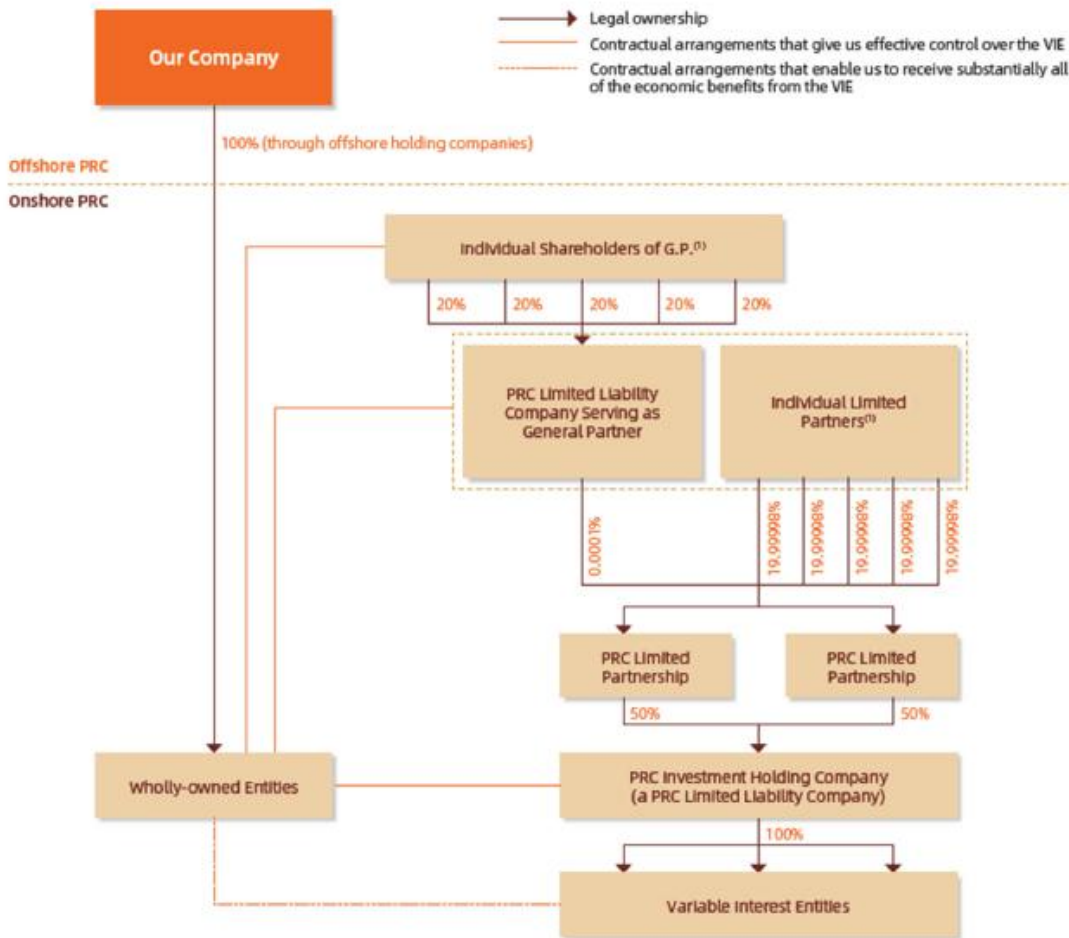 Our Company
Legal ownership
Contractual arrangements that give us effective control over the VIE
Contractual arrangements that enable us to receive substantially all
of the economic benefits from the VIE
100% (through offshore holding companies)
Offshore PRC
Onshore PRC
Individual Shareholders of G.P.(1)
20%
20%
20%
20%
20%
PRC Limited Liability
Company Serving as
General Partner
Individual Limited
Partners(1)
0.0001%
19.99998%
19.99998%
19.99998%
19.99998%
19.99998%
PRC Limited
Partnership
PRC Limited
Partnership
50%
50%
Wholly-owned Entities
PRC Investment Holding Company
(a PRC Limited Liability Company)
100%
Variable Interest Entities